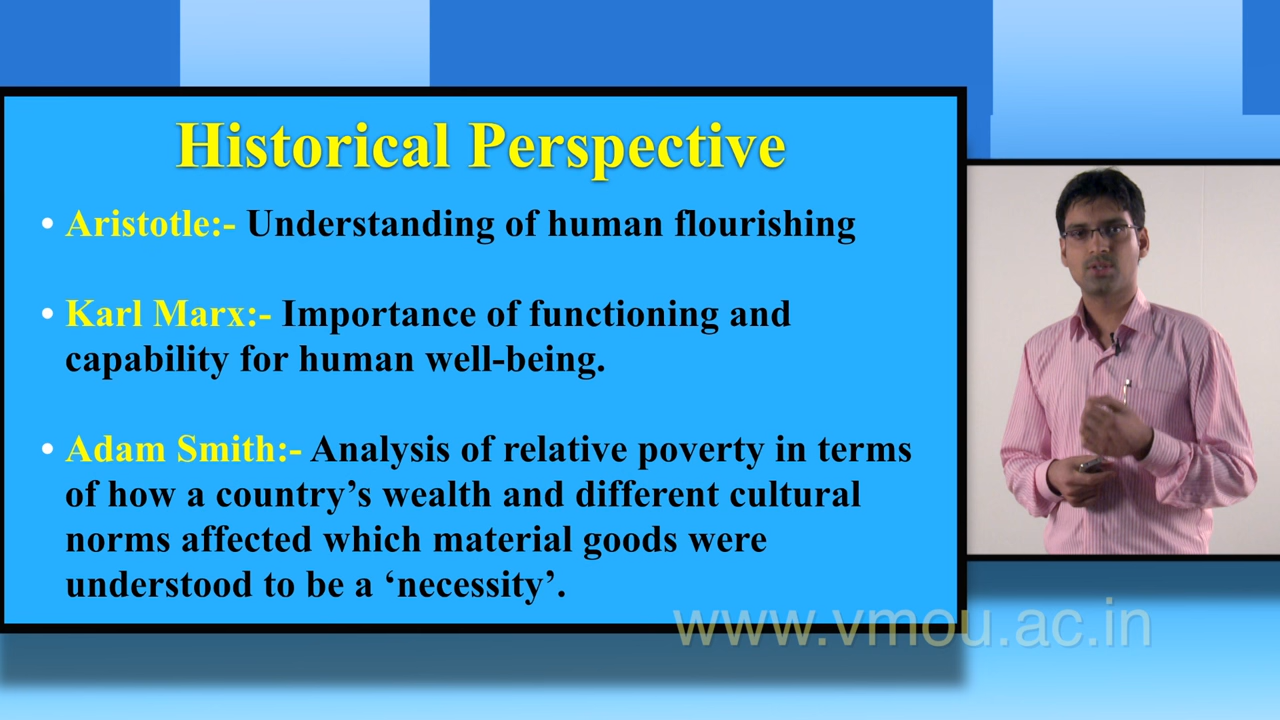 Historical Perspective
• Aristotle:- Understanding of human flourishing
• Karl Marx:- Importance of functioning and
capability for human well-being.
• Adam Smith:- Analysis of relative poverty in terms
of how a country’s wealth and different cultural
norms affected which material goods were
understood to be a ‘necessity’.
www.vmou.ac.in